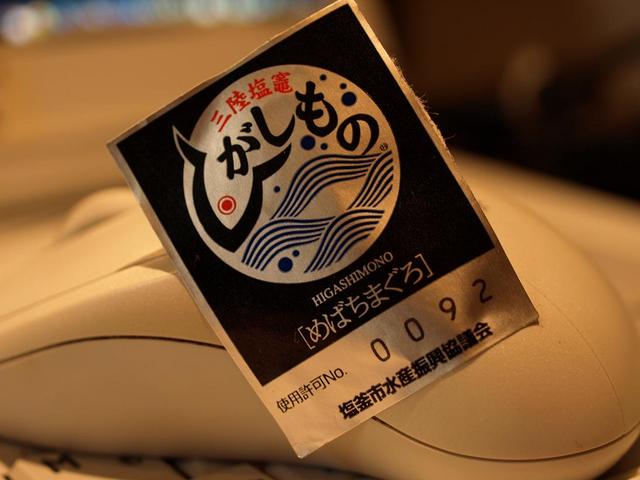 三陸塩竈
ひがしもの®
HIGASHIMONO
[めばちまぐろ]
使用許可No. 0092
塩釜市水産振興協議会